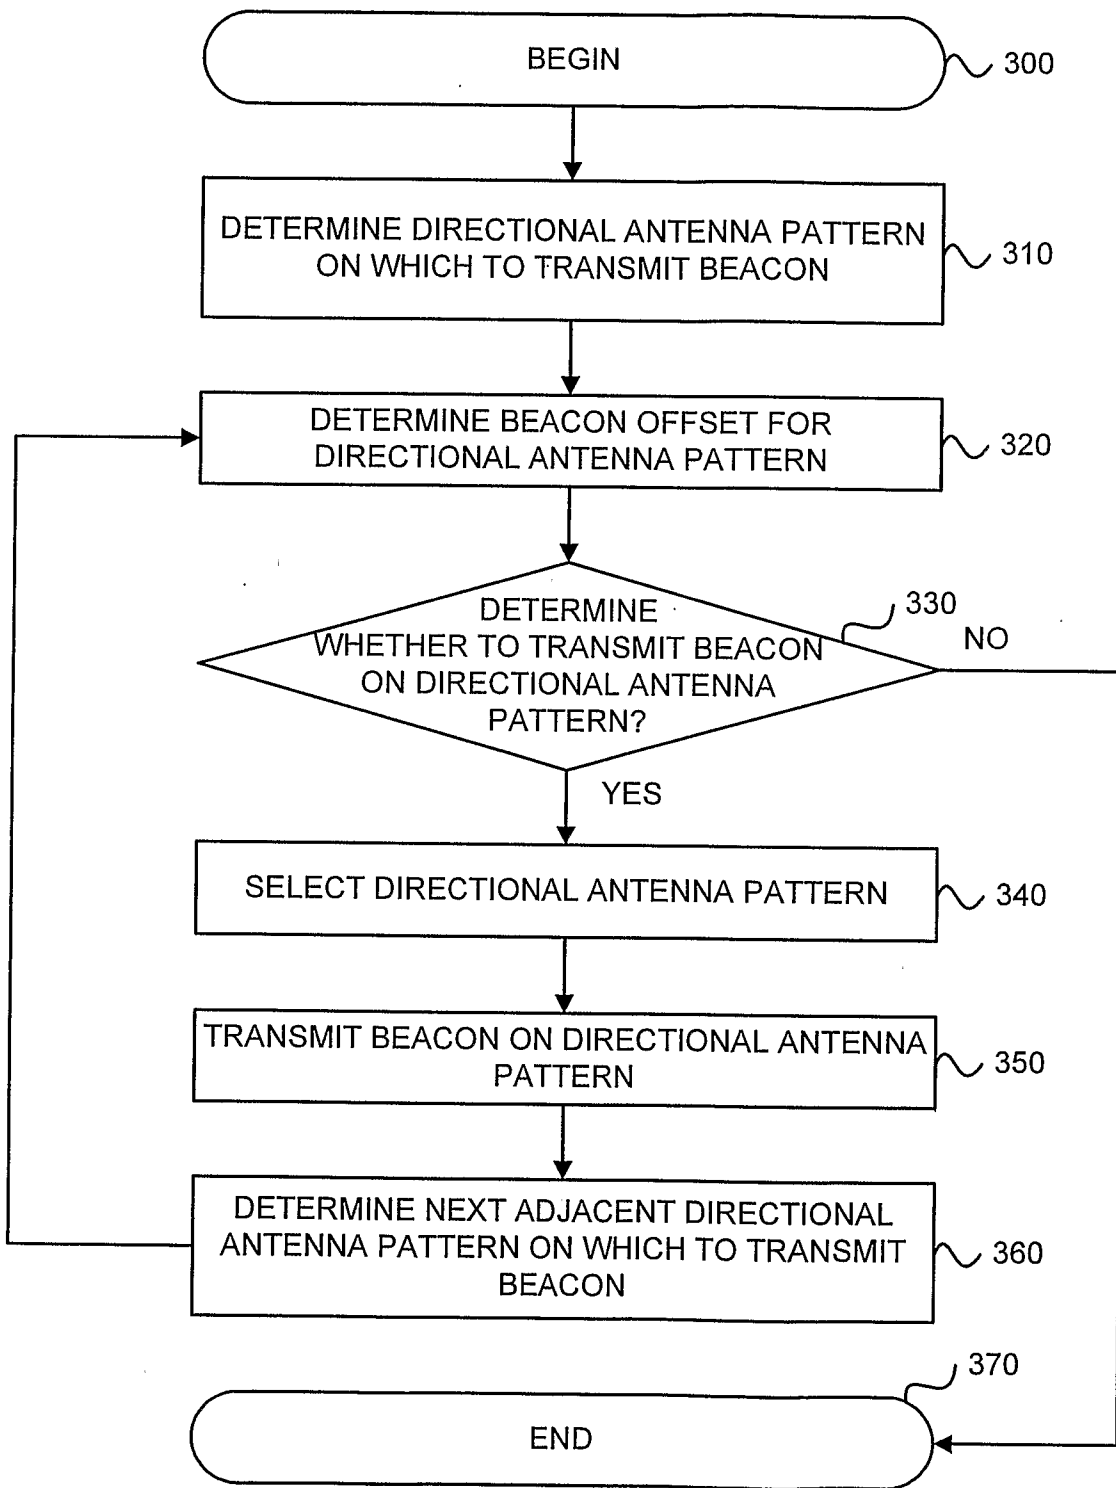 BEGIN
300
DETERMINE DIRECTIONAL ANTENNA PATTERN
ON WHICH TO TRANSMIT BEACON
310
DETERMINE BEACON OFFSET FOR
DIRECTIONAL ANTENNA PATTERN
320
DETERMINE
WHETHER TO TRANSMIT BEACON
ON DIRECTIONAL ANTENNA
PATTERN?
330
NO
YES
SELECT DIRECTIONAL ANTENNA PATTERN
340
TRANSMIT BEACON ON DIRECTIONAL ANTENNA
PATTERN
350
DETERMINE NEXT ADJACENT DIRECTIONAL
ANTENNA PATTERN ON WHICH TO TRANSMIT
BEACON
360
370
END